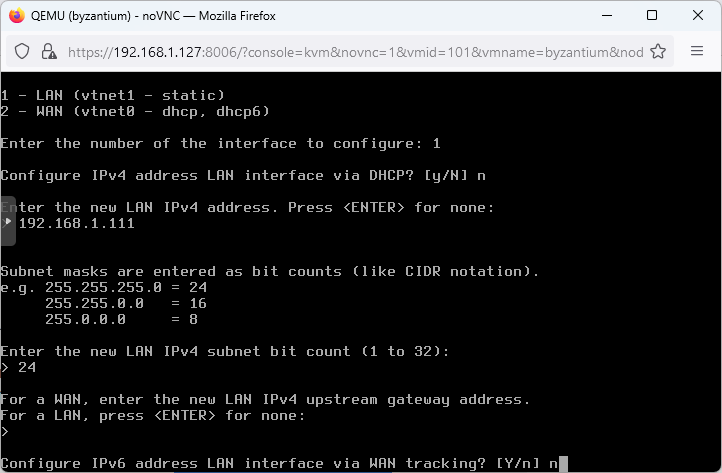 QEMU (byzantium) - noVNC — Mozilla Firefox
https://192.168.1.127:8006/?console=kvm&novnc=1&vmid=101&vmname=byzantium&nod
1 - LAN (vtnet1 - static)
2 - WAN (vtnet0 - dhcp, dhcp6)
Enter the number of the interface to configure: 1
Configure IPv4 address LAN interface via DHCP? [y/N] n
Enter the new LAN IPv4 address. Press <ENTER> for none:
> 192.168.1.111
Subnet masks are entered as bit counts (like CIDR notation).
e.g. 255.255.255.0 = 24
255.255.0.0 = 16
255.0.0.0 = 8
Enter the new LAN IPv4 subnet bit count (1 to 32):
> 24
For a WAN, enter the new LAN IPv4 upstream gateway address.
For a LAN, press <ENTER> for none:
>
Configure IPv6 address LAN interface via WAN tracking? [Y/n] n